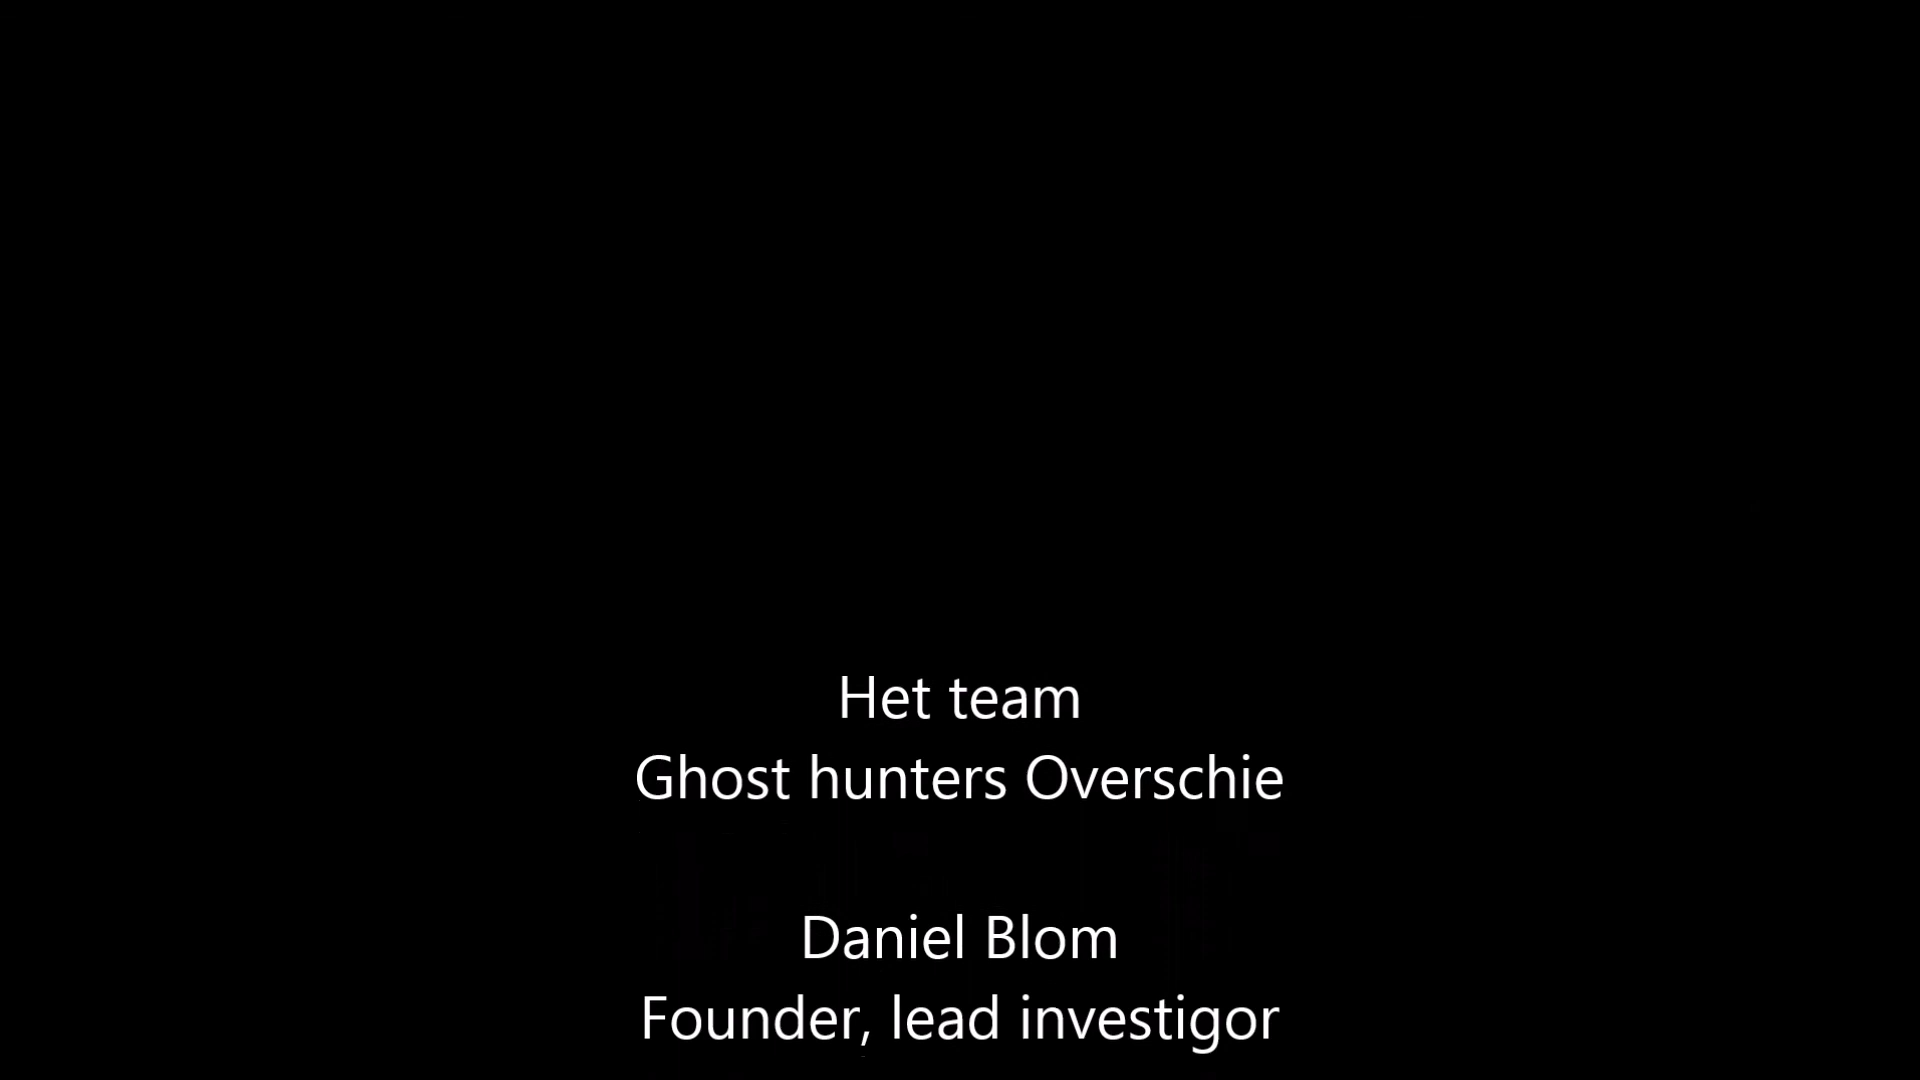 Het team
Ghost hunters Overschie
Daniel Blom
Founder, lead investigor